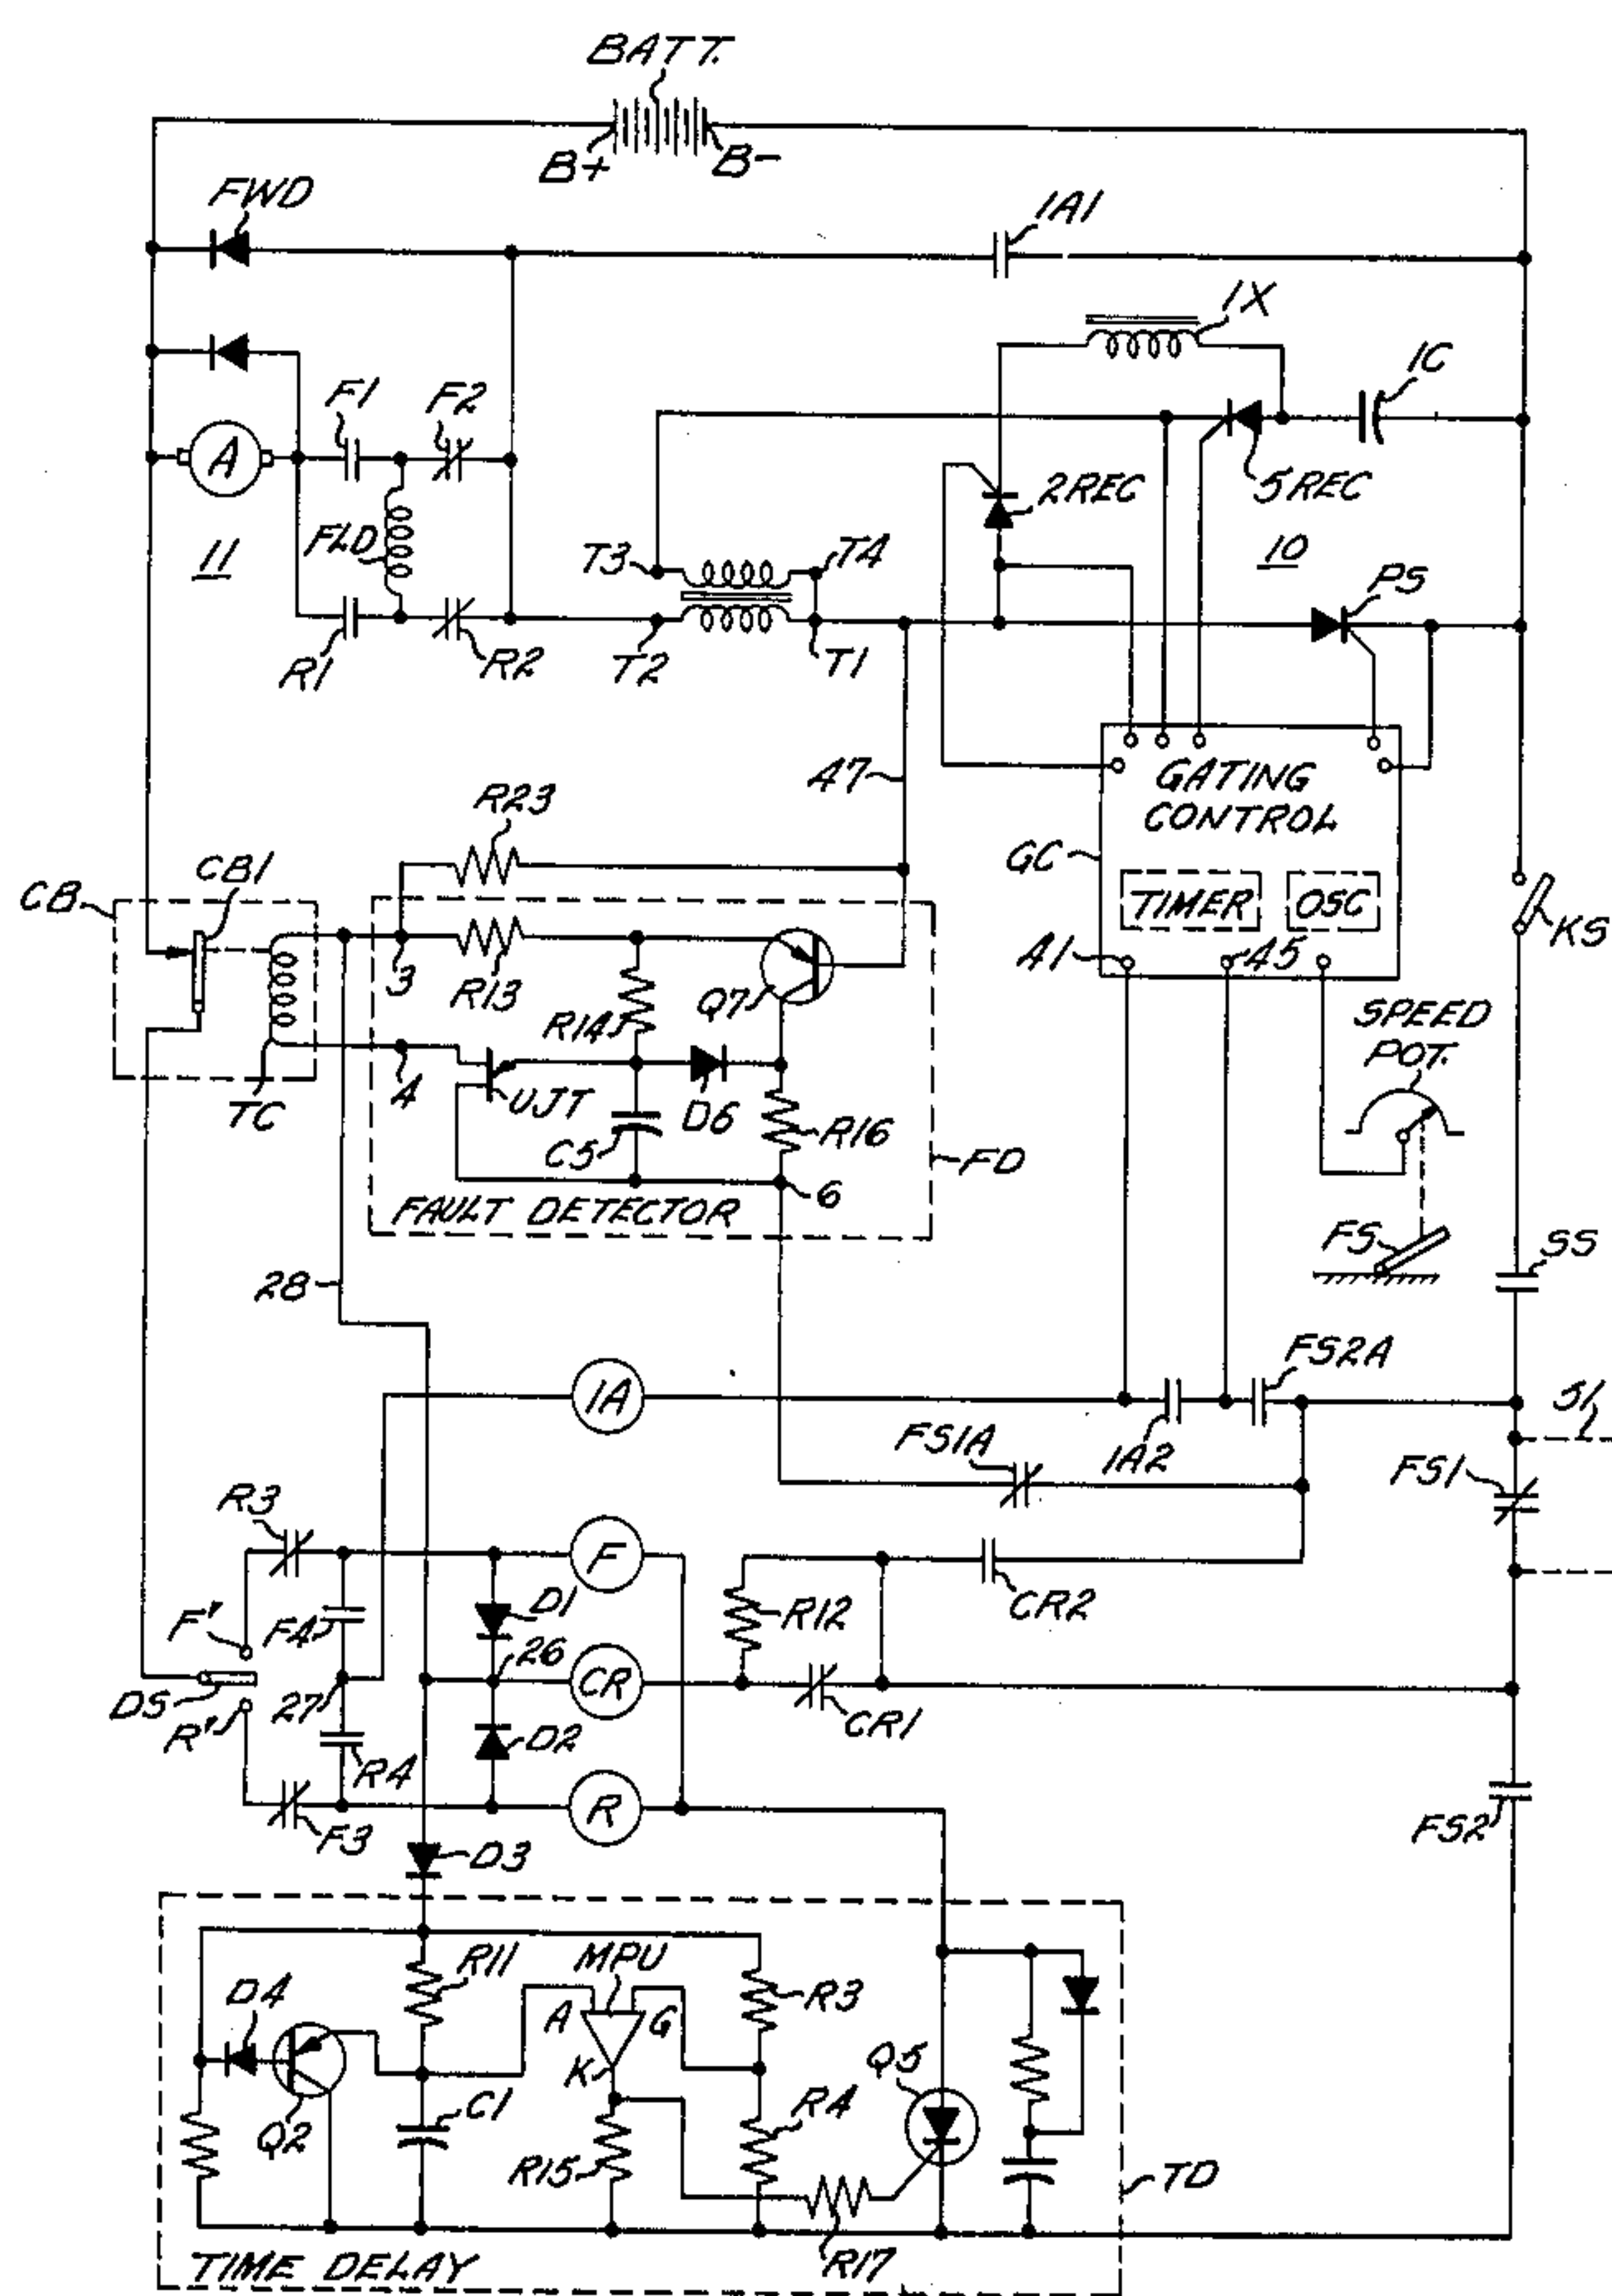 BATT.
B+
B-
FWD
1A1
1X
1C
F1
F2
A
2REC
5REC
FLD
11
T3
T4
10
PS
R1
R2
T2
T1
47
GATING
CONTROL
R23
GC
CB1
CB
TIMER
OSC
KS
41
45
3
R13
Q7
R14
SPEED
POT.
4
UJT
D6
TC
C5
R16
FD
6
FAULT DETECTOR
FS
SS
28
FS2A
1A
51
FS1A
1A2
FS1
R3
F
D1
R12
CR2
F'
F4
26
CR
DS
27
CR1
R'
D2
R4
R
F3
FS2
D3
R11
MPU
D4
A
G
R3
K
Q5
C1
R4
Q2
R15
TD
R17
TIME DELAY